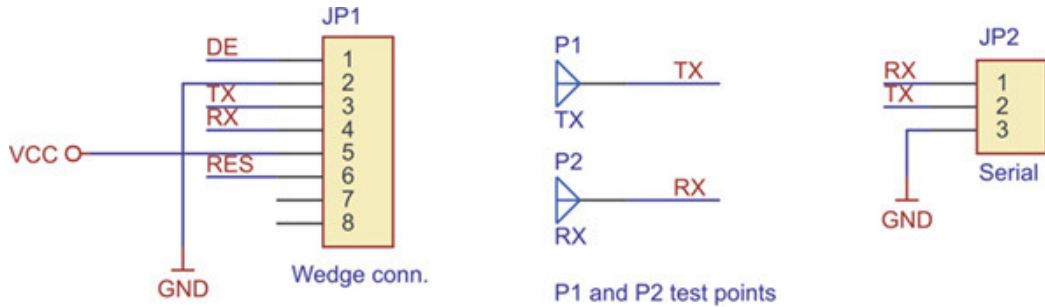 JP1
DE
1
2
TX
3
RX
4
VCC
5
RES
6
7
8
GND
Wedge conn.
P1
TX
TX
P2
RX
RX
P1 and P2 test points
JP2
RX
1
TX
2
3
Serial
GND